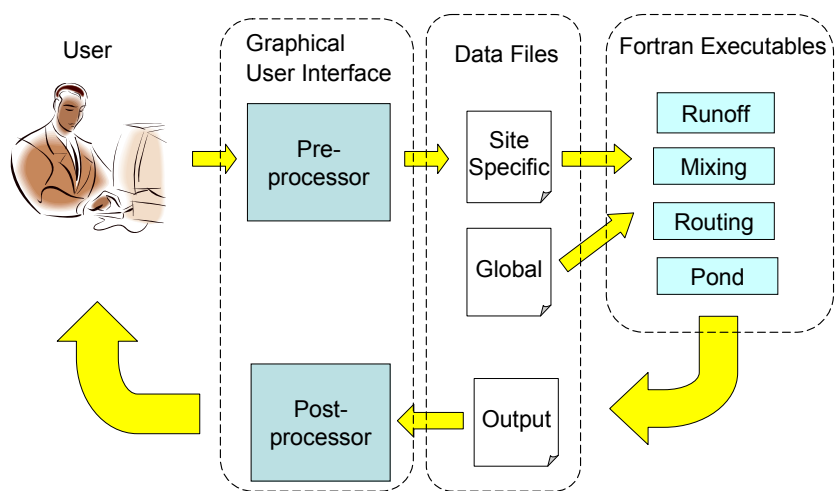 User
Graphical
User Interface
Data Files
Fortran Executables
Pre-
processor
Site
Specific
Global
Runoff
Mixing
Routing
Pond
Post-
processor
Output